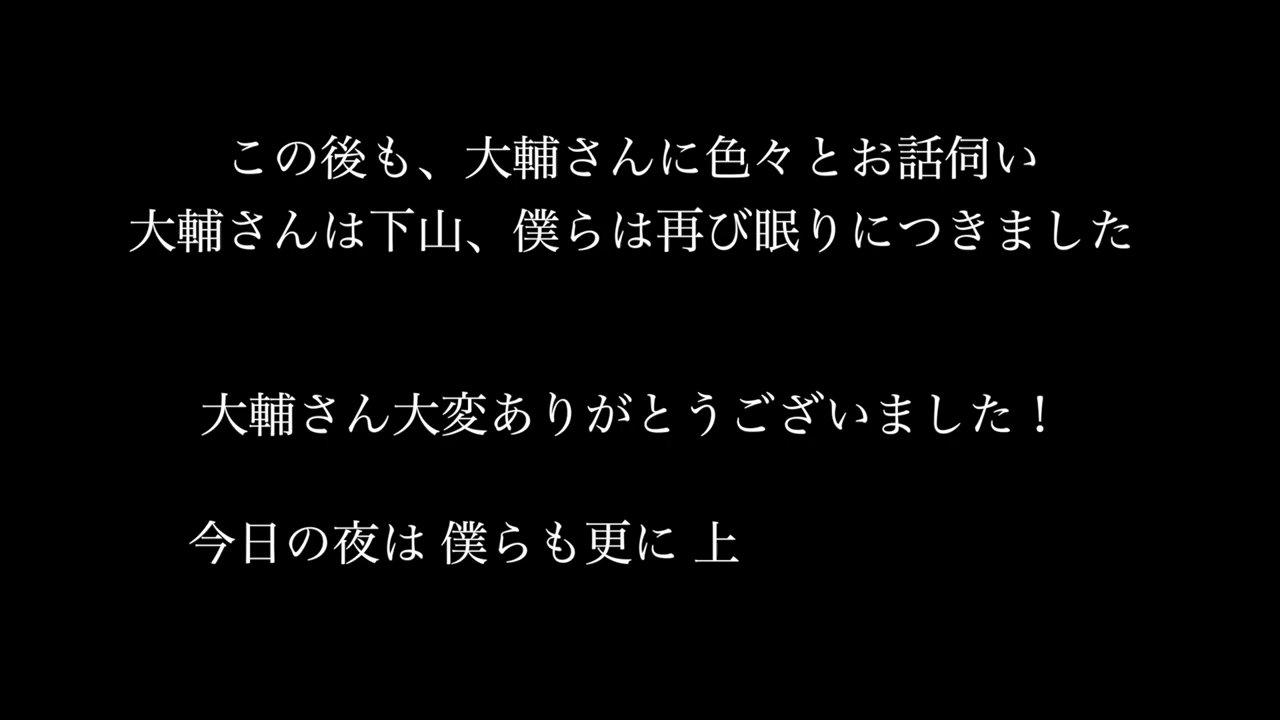 この後も、大輔さんに色々とお話伺い
大輔さんは下山、僕らは再び眠りにつきました
大輔さん大変ありがとうございました！
今日の夜は 僕らも更に 上